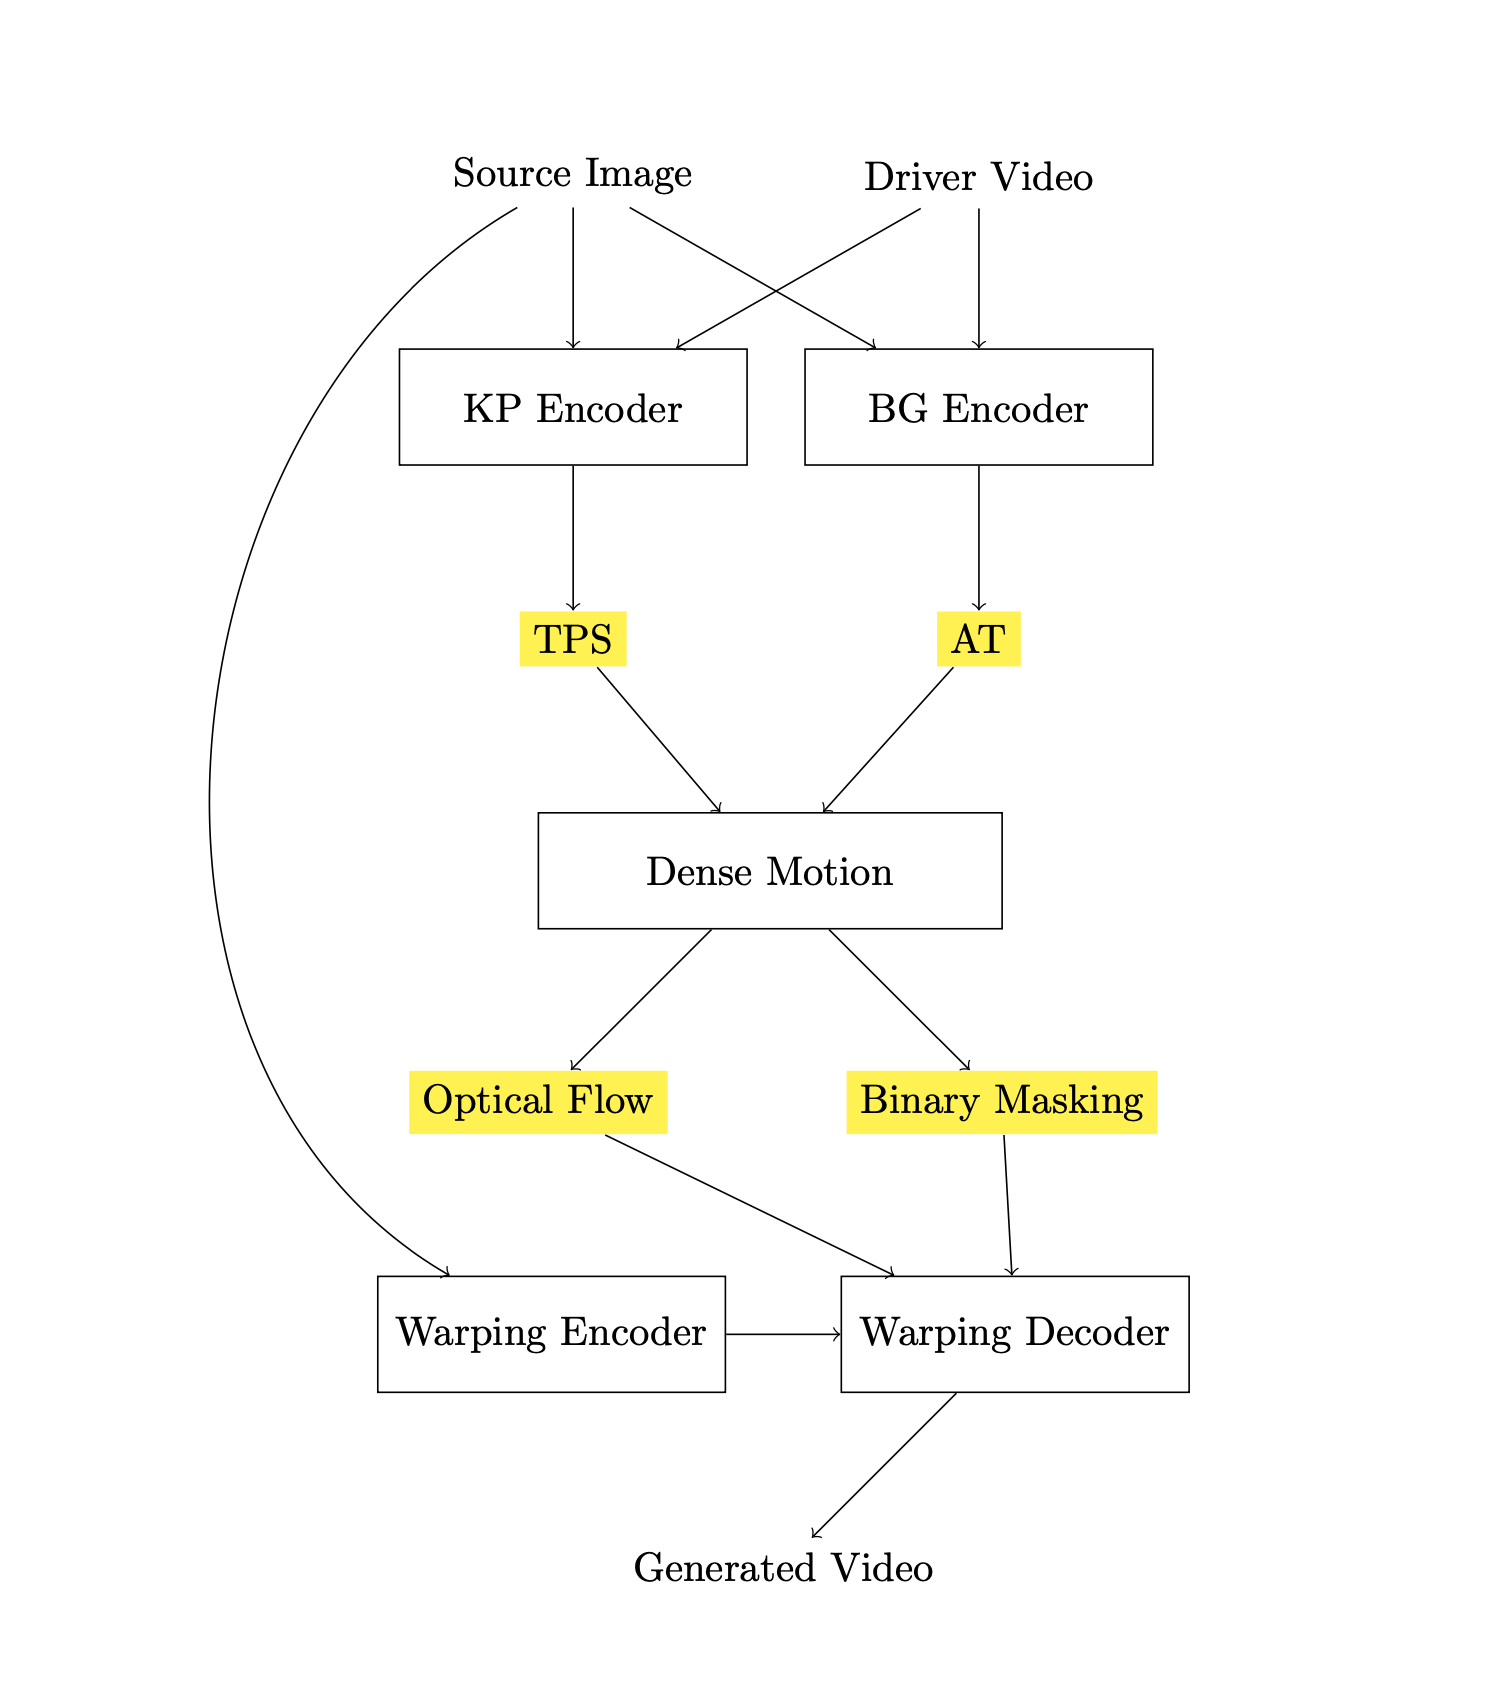 Source Image
Driver Video
KP Encoder
BG Encoder
TPS
AT
Dense Motion
Optical Flow
Binary Masking
Warping Encoder
Warping Decoder
Generated Video